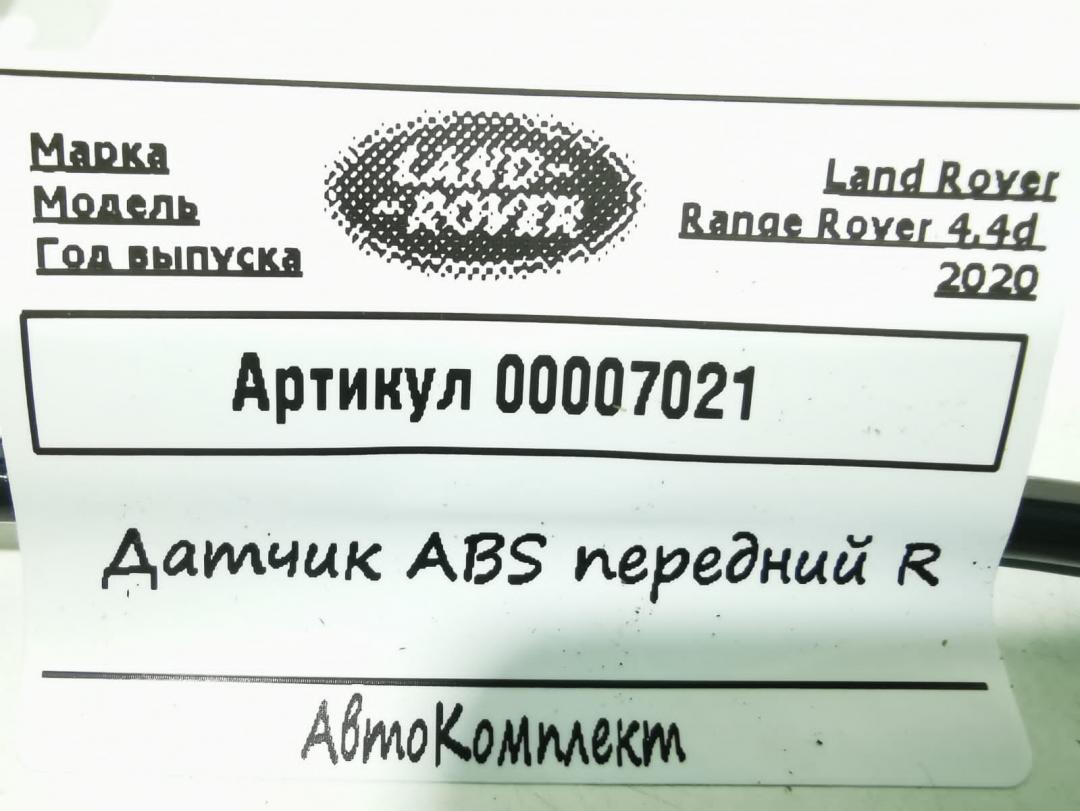 Марка
Модель
Год выпуска
LAND-
-ROVER
Land Rover
Range Rover 4,4d
2020
Артикул 00007021
Датчик ABS передний R
АвтоКомплект